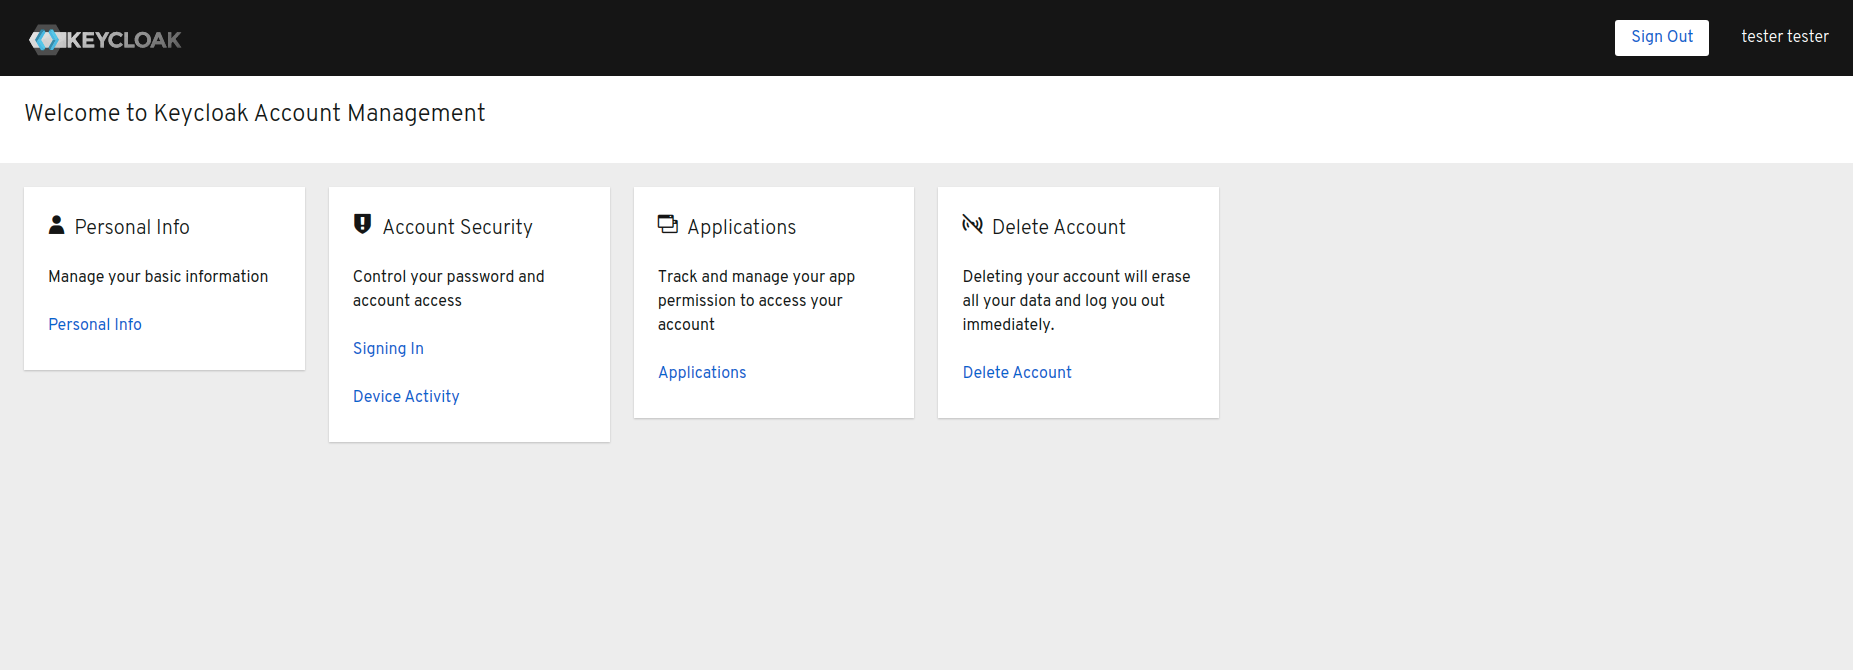 KEYCLOAK
Sign Out
tester tester
Welcome to Keycloak Account Management
Personal Info
Manage your basic information
Personal Info
Account Security
Control your password and
account access
Signing In
Device Activity
Applications
Track and manage your app
permission to access your
account
Applications
Delete Account
Deleting your account will erase
all your data and log you out
immediately.
Delete Account